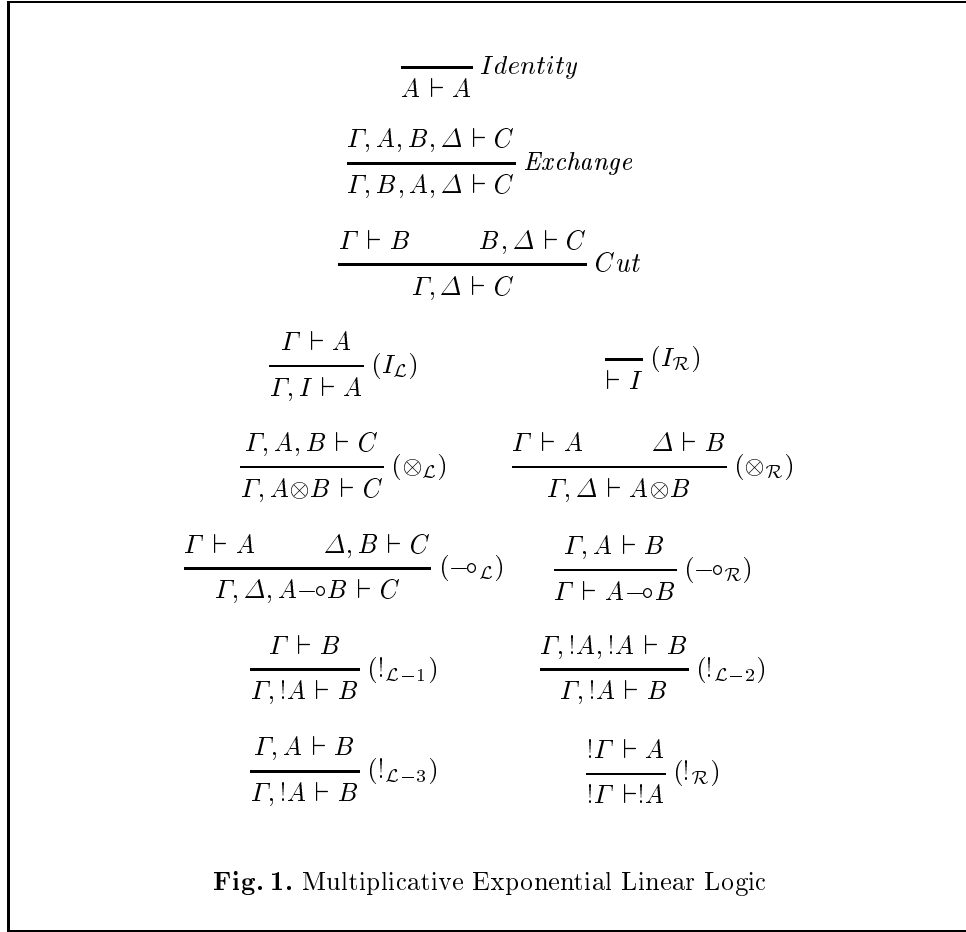 A ⊢ A Identity
Γ, A, B, Δ ⊢ C
Γ, B, A, Δ ⊢ C Exchange
Γ ⊢ B B, Δ ⊢ C
Γ, Δ ⊢ C Cut
Γ ⊢ A
Γ, I ⊢ A (I_ℒ) ⊢ I (I_ℛ)
Γ, A, B ⊢ C Γ ⊢ A Δ ⊢ B
Γ, A⊗B ⊢ C (⊗_ℒ) Γ, Δ ⊢ A⊗B (⊗_ℛ)
Γ ⊢ A Δ, B ⊢ C Γ, A ⊢ B
Γ, Δ, A−∘B ⊢ C (−∘_ℒ) Γ ⊢ A−∘B (−∘_ℛ)
Γ ⊢ B Γ, !A, !A ⊢ B
Γ, !A ⊢ B (!_ℒ−1) Γ, !A ⊢ B (!_ℒ−2)
Γ, A ⊢ B !Γ ⊢ A
Γ, !A ⊢ B (!_ℒ−3) !Γ ⊢!A (!_ℛ)
Fig. 1. Multiplicative Exponential Linear Logic